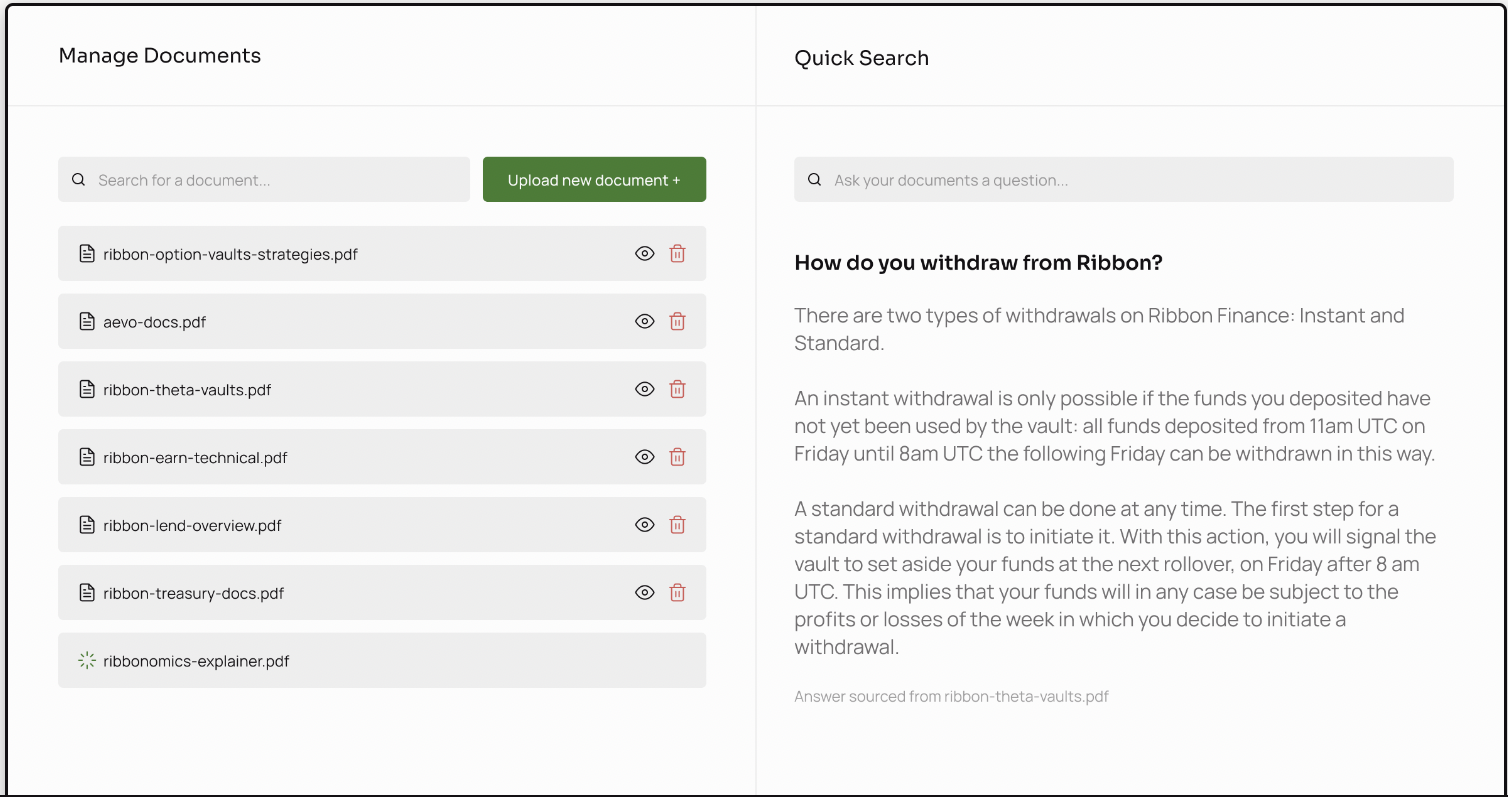 Manage Documents
Search for a document...
Upload new document +
ribbon-option-vaults-strategies.pdf
aevo-docs.pdf
ribbon-theta-vaults.pdf
ribbon-earn-technical.pdf
ribbon-lend-overview.pdf
ribbon-treasury-docs.pdf
ribbonomics-explainer.pdf
Quick Search
Ask your documents a question...
How do you withdraw from Ribbon?
There are two types of withdrawals on Ribbon Finance: Instant and
Standard.
An instant withdrawal is only possible if the funds you deposited have
not yet been used by the vault: all funds deposited from 11am UTC on
Friday until 8am UTC the following Friday can be withdrawn in this way.
A standard withdrawal can be done at any time. The first step for a
standard withdrawal is to initiate it. With this action, you will signal the
vault to set aside your funds at the next rollover, on Friday after 8 am
UTC. This implies that your funds will in any case be subject to the
profits or losses of the week in which you decide to initiate a
withdrawal.
Answer sourced from ribbon-theta-vaults.pdf